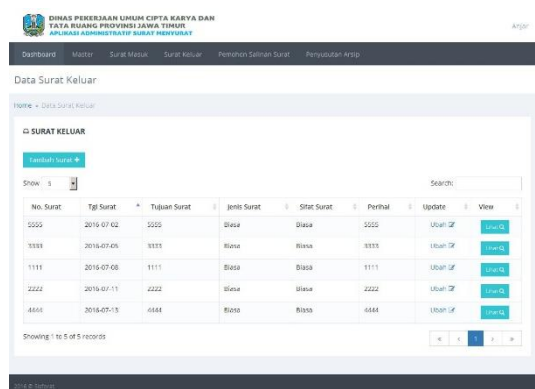 DINAS PEKERJAAN UMUM CIPTA KARYA DAN
TATA RUANG PROVINSI JAWA TIMUR
APLIKASI ADMINISTRATIF SURAT MENYURAT
Anjar
Dashboard Master Surat Masuk Surat Keluar Pemohon Salinan Surat Penyusutan Arsip
Data Surat Keluar
Home » Data Surat Keluar
SURAT KELUAR
Tambah Surat
Show 5 Search:
No. Surat Tgl Surat Tujuan Surat Jenis Surat Sifat Surat Perihal Update View
5555 2016-07-02 5555 Biasa Biasa 5555 Ubah Lihat
3333 2016-07-05 3333 Biasa Biasa 3333 Ubah Lihat
1111 2016-07-08 1111 Biasa Biasa 1111 Ubah Lihat
2222 2016-07-11 2222 Biasa Biasa 2222 Ubah Lihat
4444 2016-07-13 4444 Biasa Biasa 4444 Ubah Lihat
Showing 1 to 5 of 5 records
« ‹ 1 › »
2016 ©